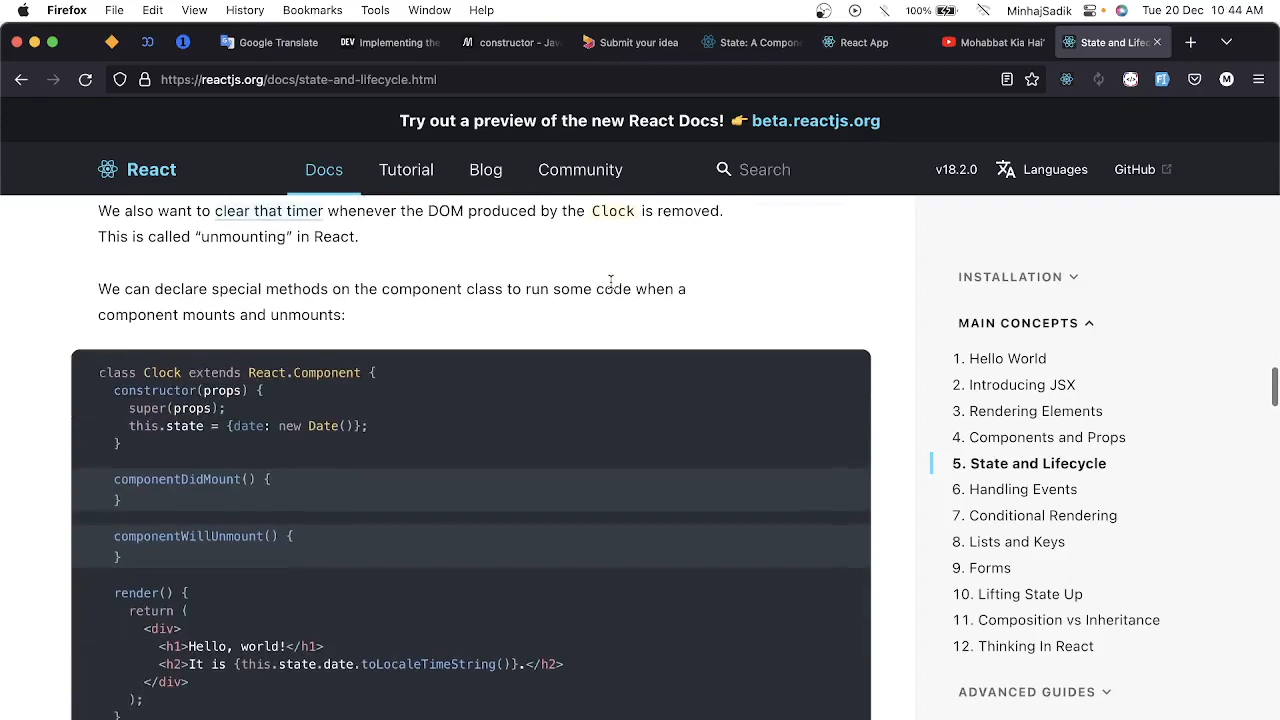 Firefox File Edit View History Bookmarks Tools Window Help 100% MinhajSadik Tue 20 Dec 10:44 AM
Google Translate DEV Implementing the constructor - Jav Submit your idea State: A Compon React App Mohabbat Kia Hai' State and Lifec
https://reactjs.org/docs/state-and-lifecycle.html
Try out a preview of the new React Docs! 👉 beta.reactjs.org
React Docs Tutorial Blog Community Search v18.2.0 Languages GitHub
We also want to clear that timer whenever the DOM produced by the Clock is removed.
This is called “unmounting” in React.
We can declare special methods on the component class to run some code when a
component mounts and unmounts:
class Clock extends React.Component {
constructor(props) {
super(props);
this.state = {date: new Date()};
}
componentDidMount() {
}
componentWillUnmount() {
}
render() {
return (
<div>
<h1>Hello, world!</h1>
<h2>It is {this.state.date.toLocaleTimeString()}.</h2>
</div>
);
}
INSTALLATION
MAIN CONCEPTS
1. Hello World
2. Introducing JSX
3. Rendering Elements
4. Components and Props
5. State and Lifecycle
6. Handling Events
7. Conditional Rendering
8. Lists and Keys
9. Forms
10. Lifting State Up
11. Composition vs Inheritance
12. Thinking In React
ADVANCED GUIDES